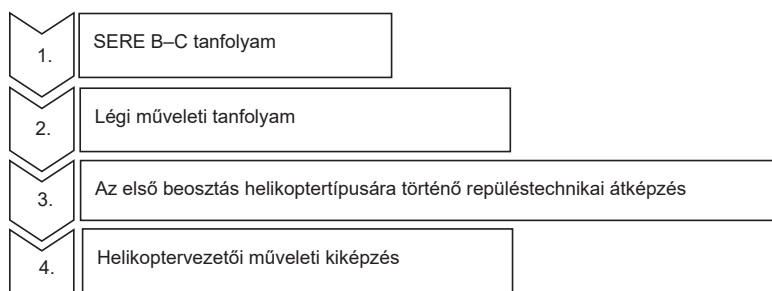 1. SERE B–C tanfolyam
2. Légi műveleti tanfolyam
3. Az első beosztás helikoptertípusára történő repüléstechnikai átképzés
4. Helikoptervezetői műveleti kiképzés